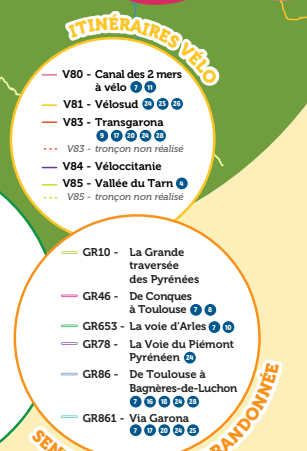 ITINÉRAIRES VÉLO
V80 - Canal des 2 mers
à vélo 7 11
V81 - Vélosud 24 25 26
V83 - Transgarona
9 17 20 24 28
V83 - tronçon non réalisé
V84 - Véloccitanie
V85 - Vallée du Tarn 4
V85 - tronçon non réalisé
GR10 - La Grande
traversée
des Pyrénées
GR46 - De Conques
à Toulouse 7 8
GR653 - La voie d'Arles 7 10
GR78 - La Voie du Piémont
Pyrénéen 24
GR86 - De Toulouse à
Bagnères-de-Luchon
7 16 18 24 28
GR861 - Via Garona
7 17 20 24 25
SEN
RANDONNÉE